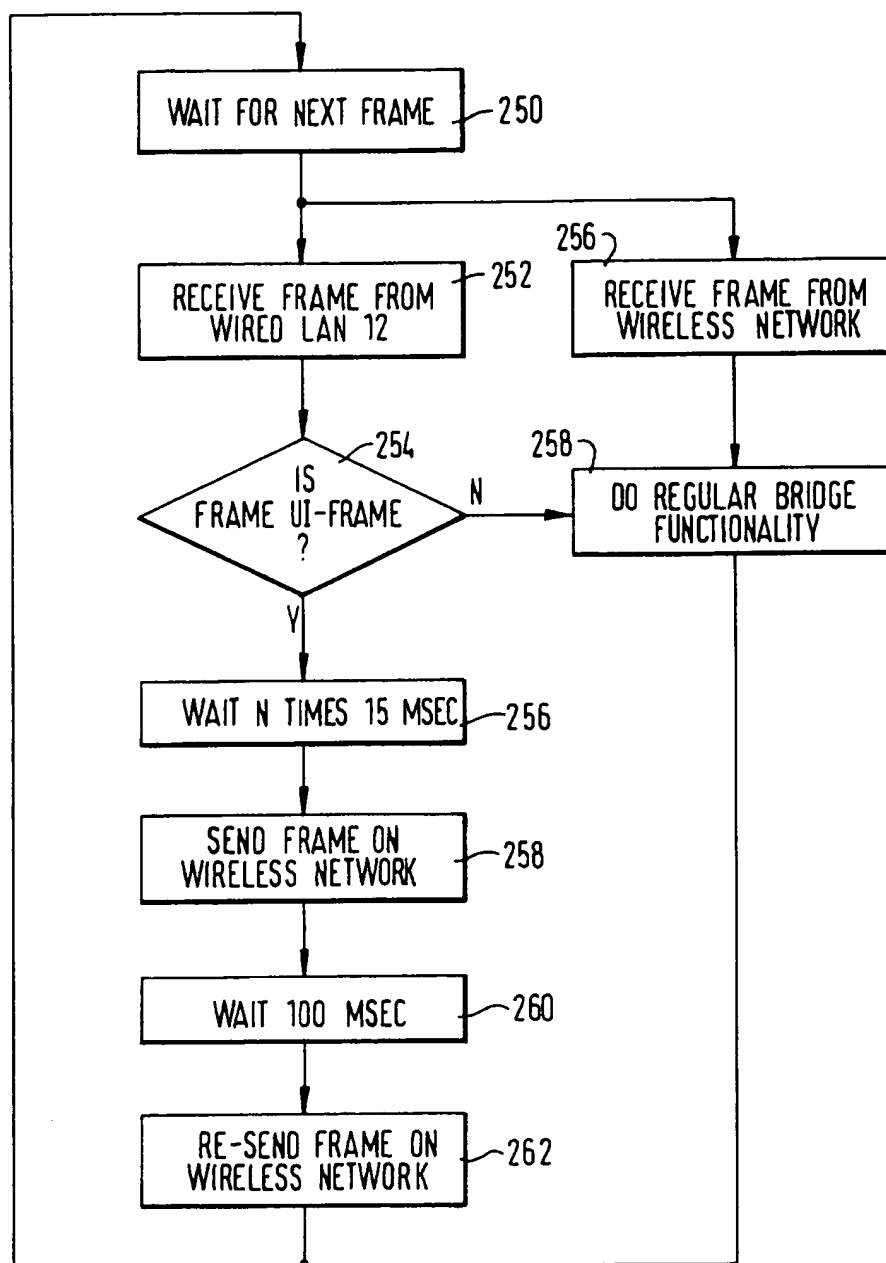 WAIT FOR NEXT FRAME
250
RECEIVE FRAME FROM
WIRED LAN 12
252
256
RECEIVE FRAME FROM
WIRELESS NETWORK
IS
FRAME UI-FRAME
?
254
N
Y
258
DO REGULAR BRIDGE
FUNCTIONALITY
WAIT N TIMES 15 MSEC
256
SEND FRAME ON
WIRELESS NETWORK
258
WAIT 100 MSEC
260
RE-SEND FRAME ON
WIRELESS NETWORK
262